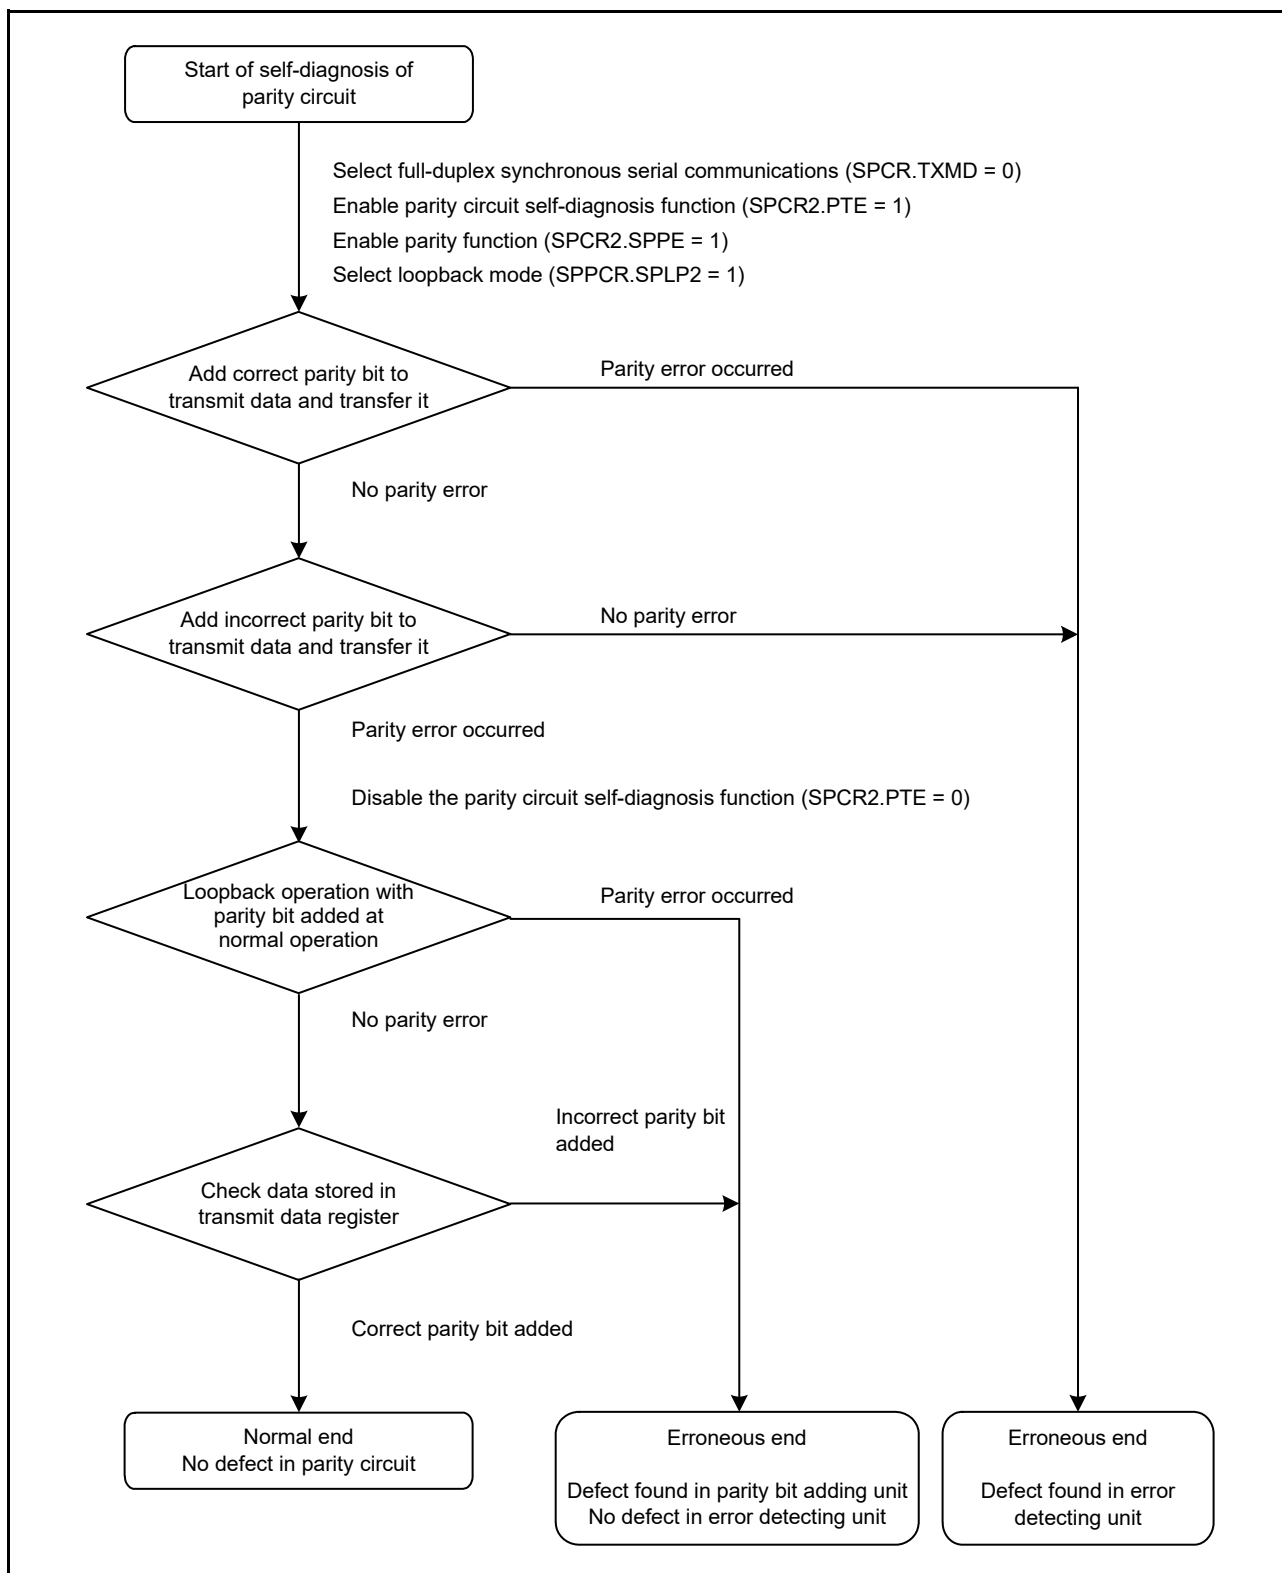 Start of self-diagnosis of
parity circuit
Select full-duplex synchronous serial communications (SPCR.TXMD = 0)
Enable parity circuit self-diagnosis function (SPCR2.PTE = 1)
Enable parity function (SPCR2.SPPE = 1)
Select loopback mode (SPPCR.SPLP2 = 1)
Add correct parity bit to
transmit data and transfer it
Parity error occurred
No parity error
Add incorrect parity bit to
transmit data and transfer it
No parity error
Parity error occurred
Disable the parity circuit self-diagnosis function (SPCR2.PTE = 0)
Loopback operation with
parity bit added at
normal operation
Parity error occurred
No parity error
Incorrect parity bit
added
Check data stored in
transmit data register
Correct parity bit added
Normal end
No defect in parity circuit
Erroneous end
Defect found in parity bit adding unit
No defect in error detecting unit
Erroneous end
Defect found in error
detecting unit